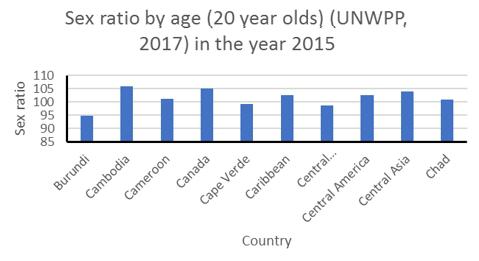 Sex ratio by age (20 year olds) (UNWPP,
2017) in the year 2015
Sex ratio
110
105
100
95
90
85
Burundi
Cambodia
Cameroon
Canada
Cape Verde
Caribbean
Central...
Central America
Central Asia
Chad
Country